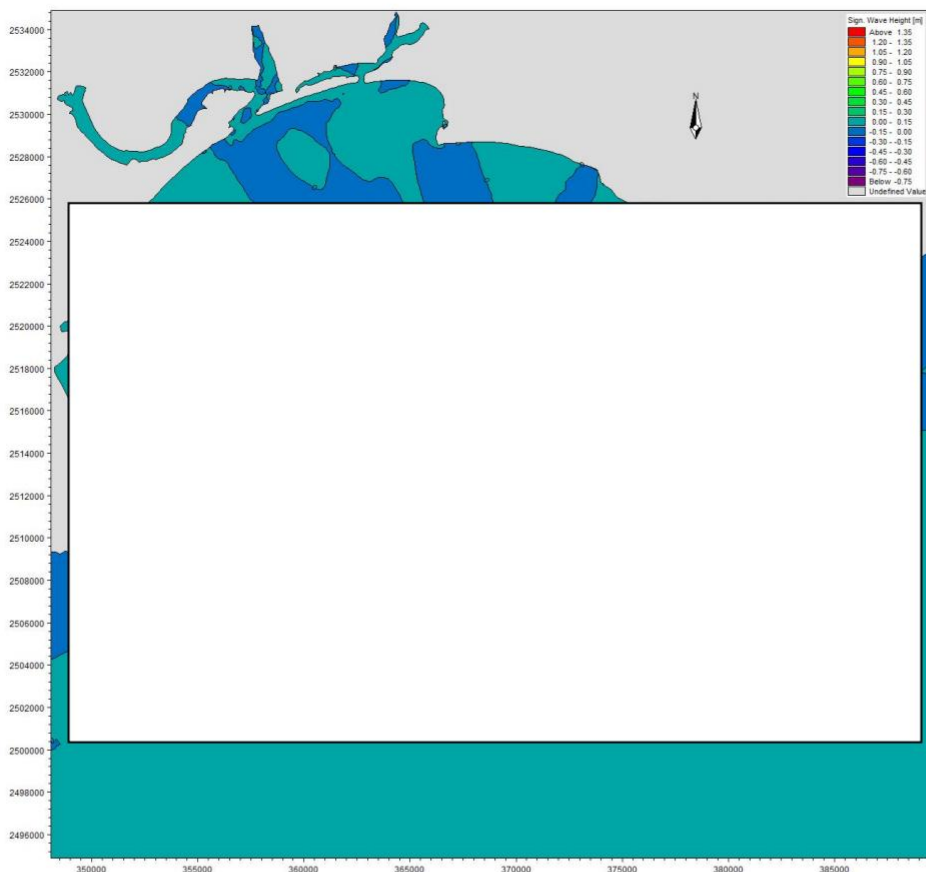 Sign. Wave Height [m]
Above 1.35
1.20 - 1.35
1.05 - 1.20
0.90 - 1.05
0.75 - 0.90
0.60 - 0.75
0.45 - 0.60
0.30 - 0.45
0.15 - 0.30
0.00 - 0.15
-0.15 - 0.00
-0.30 - -0.15
-0.45 - -0.30
-0.60 - -0.45
-0.75 - -0.60
Below -0.75
Undefined Value
N
2534000
2532000
2530000
2528000
2526000
2524000
2522000
2520000
2518000
2516000
2514000
2512000
2510000
2508000
2506000
2504000
2502000
2500000
2498000
2496000
350000 355000 360000 365000 370000 375000 380000 385000